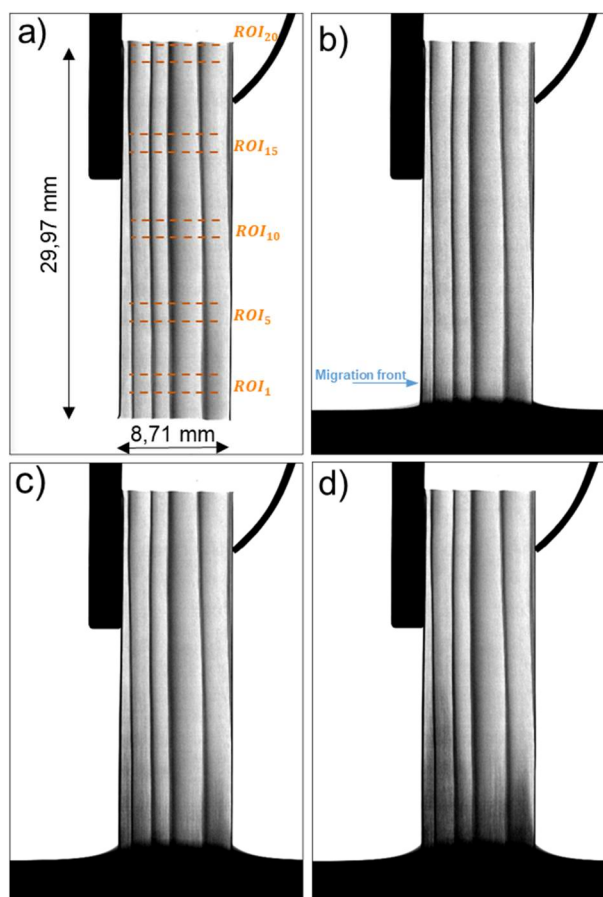 a)
ROI20
ROI15
ROI10
ROI5
ROI1
29,97 mm
8,71 mm
b)
Migration front
c)
d)